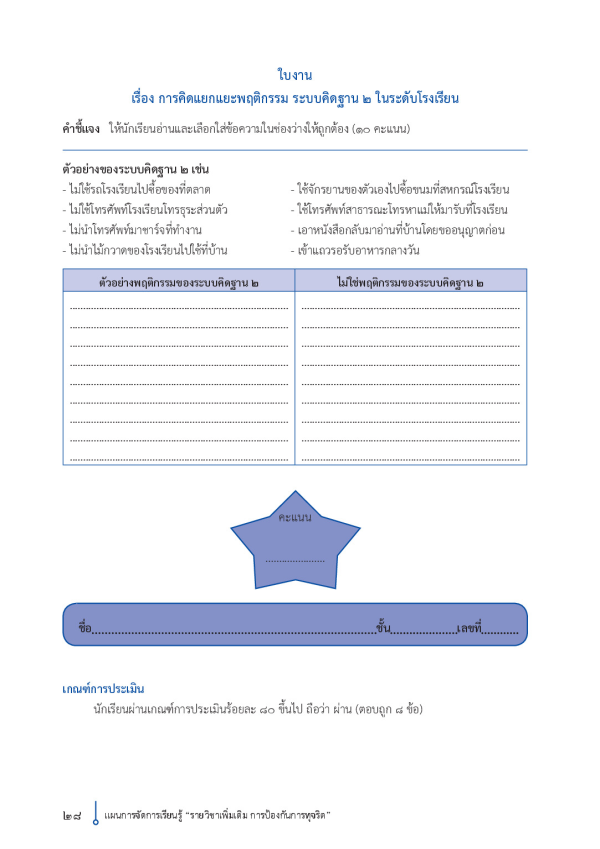 ใบงาน
เรื่อง การคิดแยกแยะพฤติกรรม ระบบคิดฐาน ๒ ในระดับโรงเรียน
คำชี้แจง ให้นักเรียนอ่านและเลือกใส่ข้อความในช่องว่างให้ถูกต้อง (๑๐ คะแนน)
ตัวอย่างของระบบคิดฐาน ๒ เช่น
- ไม่ใช้รถโรงเรียนไปซื้อของที่ตลาด
- ไม่ใช้โทรศัพท์โรงเรียนโทรธุระส่วนตัว
- ไม่นำโทรศัพท์มาชาร์จที่ทำงาน
- ไม่นำไม้กวาดของโรงเรียนไปใช้ที่บ้าน
- ใช้จักรยานของตัวเองไปซื้อขนมที่สหกรณ์โรงเรียน
- ใช้โทรศัพท์สาธารณะโทรหาแม่ให้มารับที่โรงเรียน
- เอาหนังสือกลับมาอ่านที่บ้านโดยขออนุญาตก่อน
- เข้าแถวรอรับอาหารกลางวัน
ตัวอย่างพฤติกรรมของระบบคิดฐาน ๒
ไม่ใช่พฤติกรรมของระบบคิดฐาน ๒
คะแนน
ชื่อ ชั้น เลขที่
เกณฑ์การประเมิน
นักเรียนผ่านเกณฑ์การประเมินร้อยละ ๘๐ ขึ้นไป ถือว่า ผ่าน (ตอบถูก ๘ ข้อ)
๒๘ แผนการจัดการเรียนรู้ “รายวิชาเพิ่มเติม การป้องกันการทุจริต”